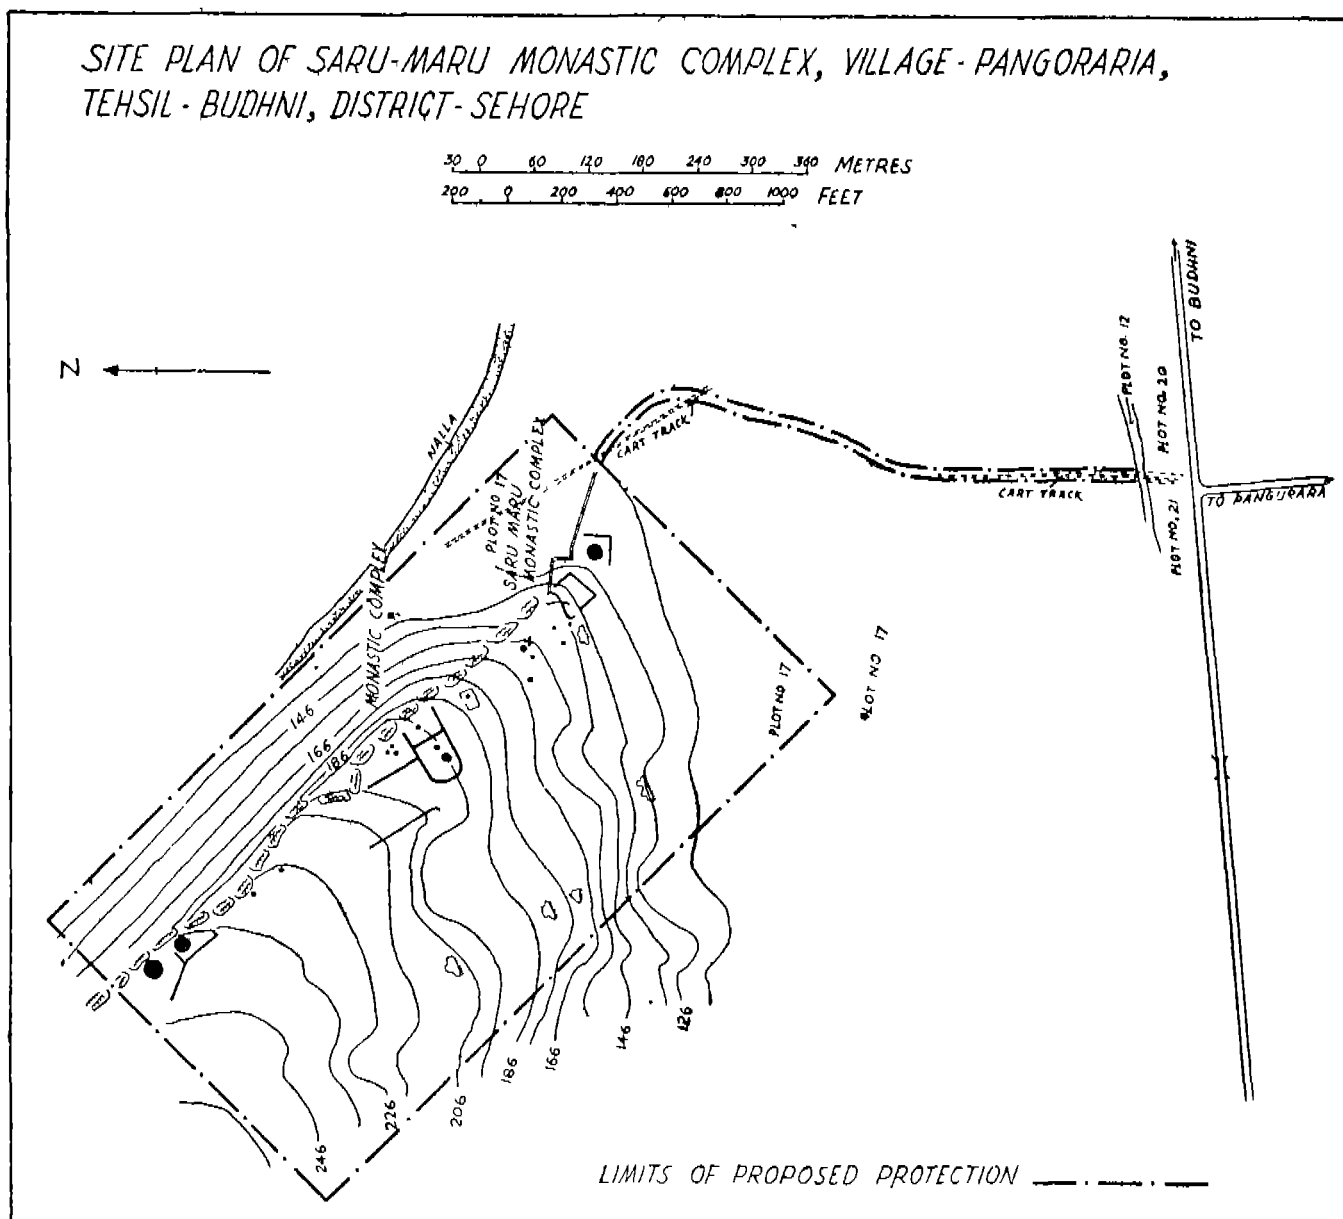 SITE PLAN OF SARU-MARU MONASTIC COMPLEX, VILLAGE - PANGORARIA,
TEHSIL - BUDHNI, DISTRICT - SEHORE
30 0 60 120 180 240 300 360 METRES
200 0 200 400 600 800 1000 FEET
N
NALLA
TO BUDHNI
PLOT NO. 12
PLOT NO. 20
CART TRACK
CART TRACK
TO PANGURARA
PLOT NO. 21
PLOT NO 17
SARU MARU
MONASTIC COMPLEX
MONASTIC COMPLEX
PLOT NO 17
PLOT NO 17
146
166
186
126
146
166
186
206
226
246
LIMITS OF PROPOSED PROTECTION